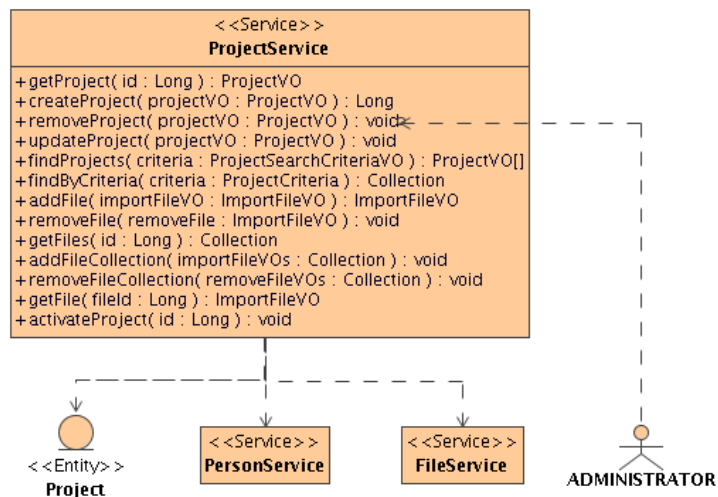 <<Service>>
ProjectService
+getProject( id : Long ) : ProjectVO
+createProject( projectVO : ProjectVO ) : Long
+removeProject( projectVO : ProjectVO ) : void
+updateProject( projectVO : ProjectVO ) : void
+findProjects( criteria : ProjectSearchCriteriaVO ) : ProjectVO[]
+findByCriteria( criteria : ProjectCriteria ) : Collection
+addFile( importFileVO : ImportFileVO ) : ImportFileVO
+removeFile( removeFile : ImportFileVO ) : void
+getFiles( id : Long ) : Collection
+addFileCollection( importFileVOs : Collection ) : void
+removeFileCollection( removeFileVOs : Collection ) : void
+getFile( fileId : Long ) : ImportFileVO
+activateProject( id : Long ) : void
<<Entity>>
Project
<<Service>>
PersonService
<<Service>>
FileService
ADMINISTRATOR